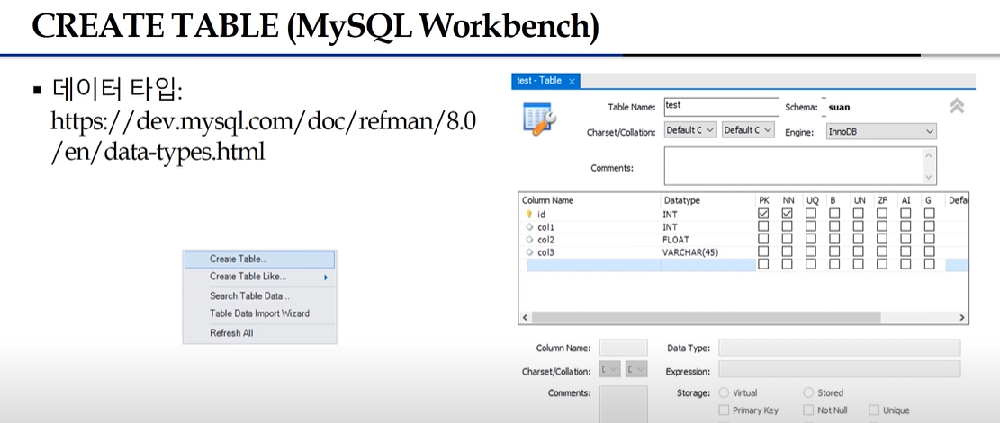 CREATE TABLE (MySQL Workbench)
▪ 데이터 타입:
https://dev.mysql.com/doc/refman/8.0
/en/data-types.html
Create Table...
Create Table Like...
Search Table Data...
Table Data Import Wizard
Refresh All
test - Table ×
Table Name: test Schema: suan
Charset/Collation: Default C Default C Engine: InnoDB
Comments:
Column Name Datatype PK NN UQ B UN ZF AI G Defau
id INT
col1 INT
col2 FLOAT
col3 VARCHAR(45)
Column Name: Data Type:
Charset/Collation: Expression:
Comments: Storage: Virtual Stored
Primary Key Not Null Unique